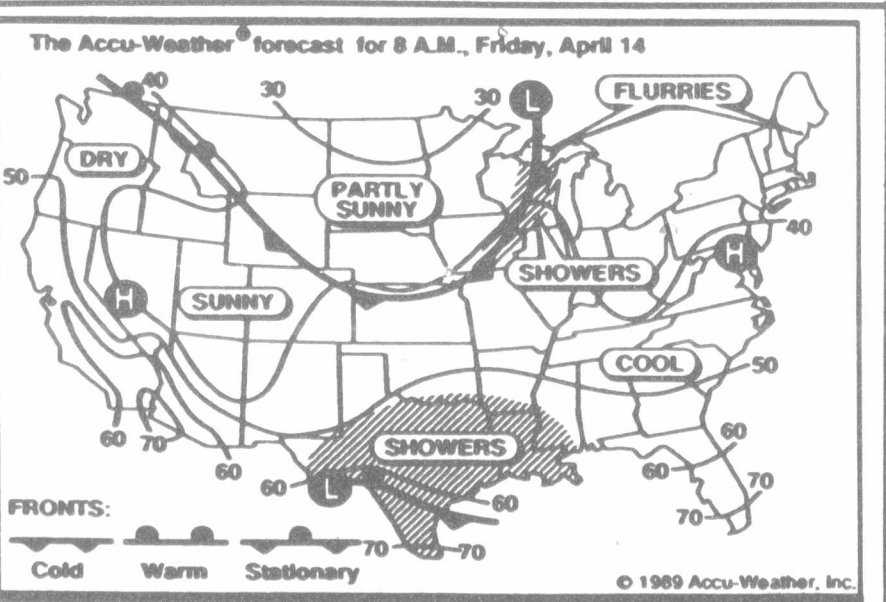 The Accu-Weather® forecast for 8 A.M., Friday, April 14
40
30
30
L
FLURRIES
DRY
50
PARTLY
SUNNY
40
H
SHOWERS
H
SUNNY
COOL
50
60
70
60
SHOWERS
60
60
60
L
60
70
70
70
70
FRONTS:
Cold
Warm
Stationary
© 1989 Accu-Weather, Inc.